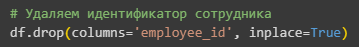 # Удаляем идентификатор сотрудника
df.drop(columns='employee_id', inplace=True)